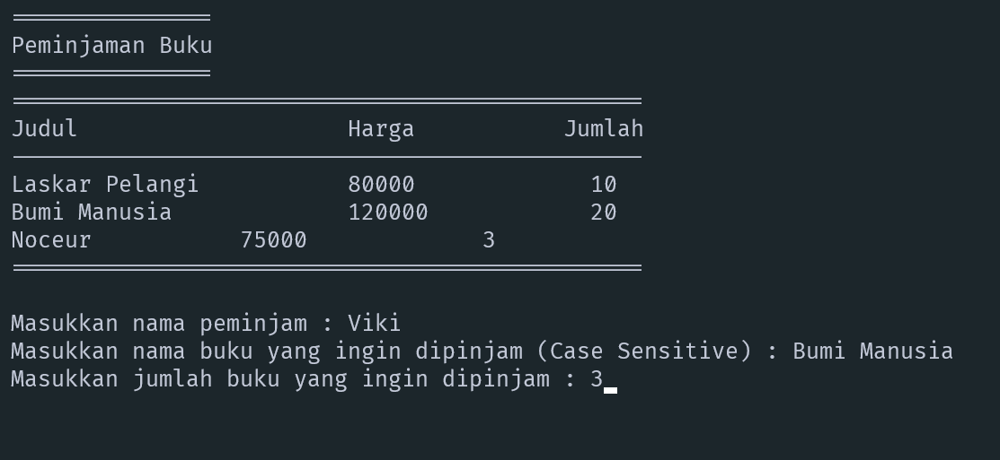 Peminjaman Buku
Judul Harga Jumlah
Laskar Pelangi 80000 10
Bumi Manusia 120000 20
Noceur 75000 3
Masukkan nama peminjam : Viki
Masukkan nama buku yang ingin dipinjam (Case Sensitive) : Bumi Manusia
Masukkan jumlah buku yang ingin dipinjam : 3